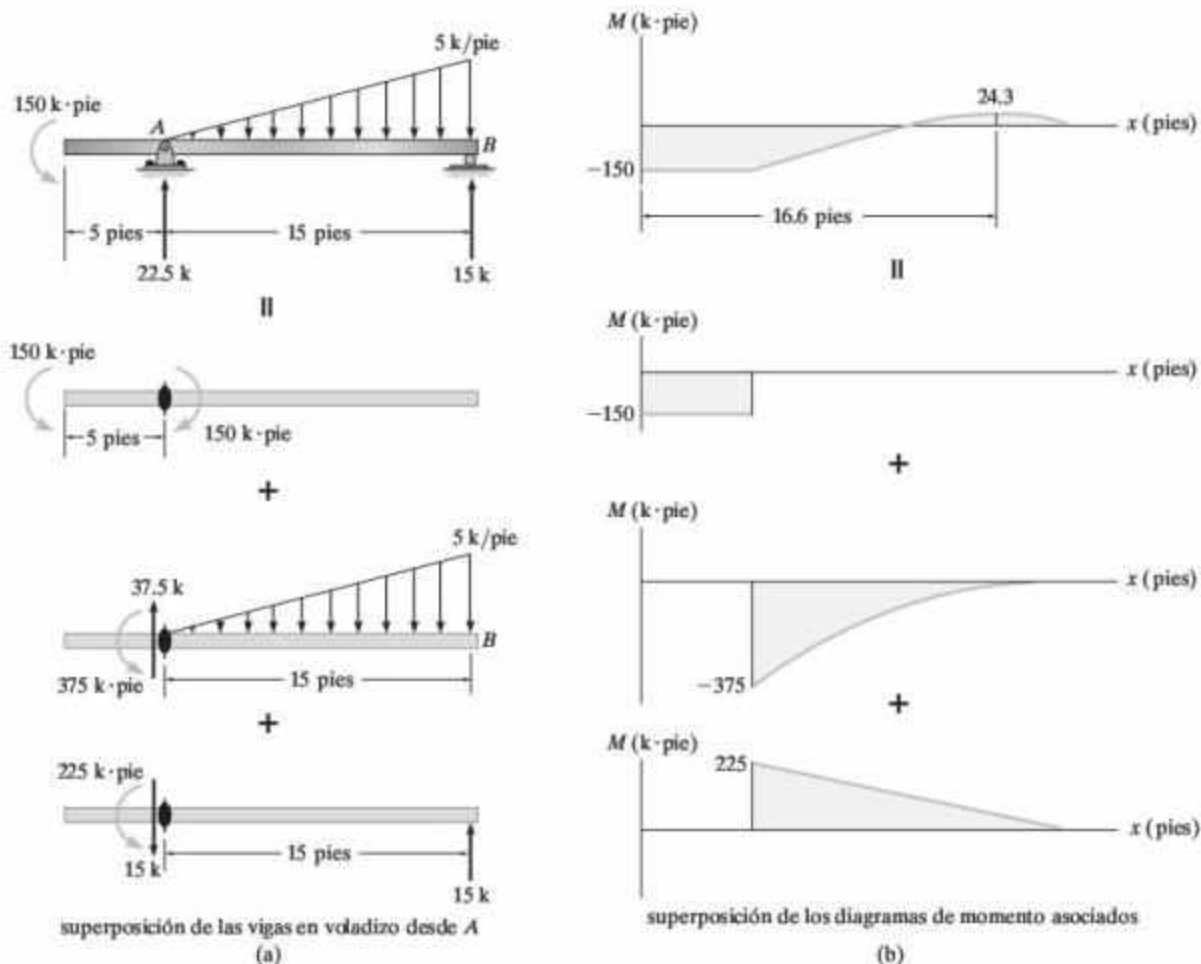 5 k/pie
150 k·pie
A
B
5 pies
15 pies
22.5 k
15 k
=
150 k·pie
150 k·pie
5 pies
+
5 k/pie
37.5 k
B
375 k·pie
15 pies
+
225 k·pie
15 k
15 pies
15 k
superposición de las vigas en voladizo desde A
(a)
M (k·pie)
24.3
x (pies)
−150
16.6 pies
=
M (k·pie)
x (pies)
−150
+
M (k·pie)
x (pies)
−375
+
M (k·pie)
225
x (pies)
superposición de los diagramas de momento asociados
(b)